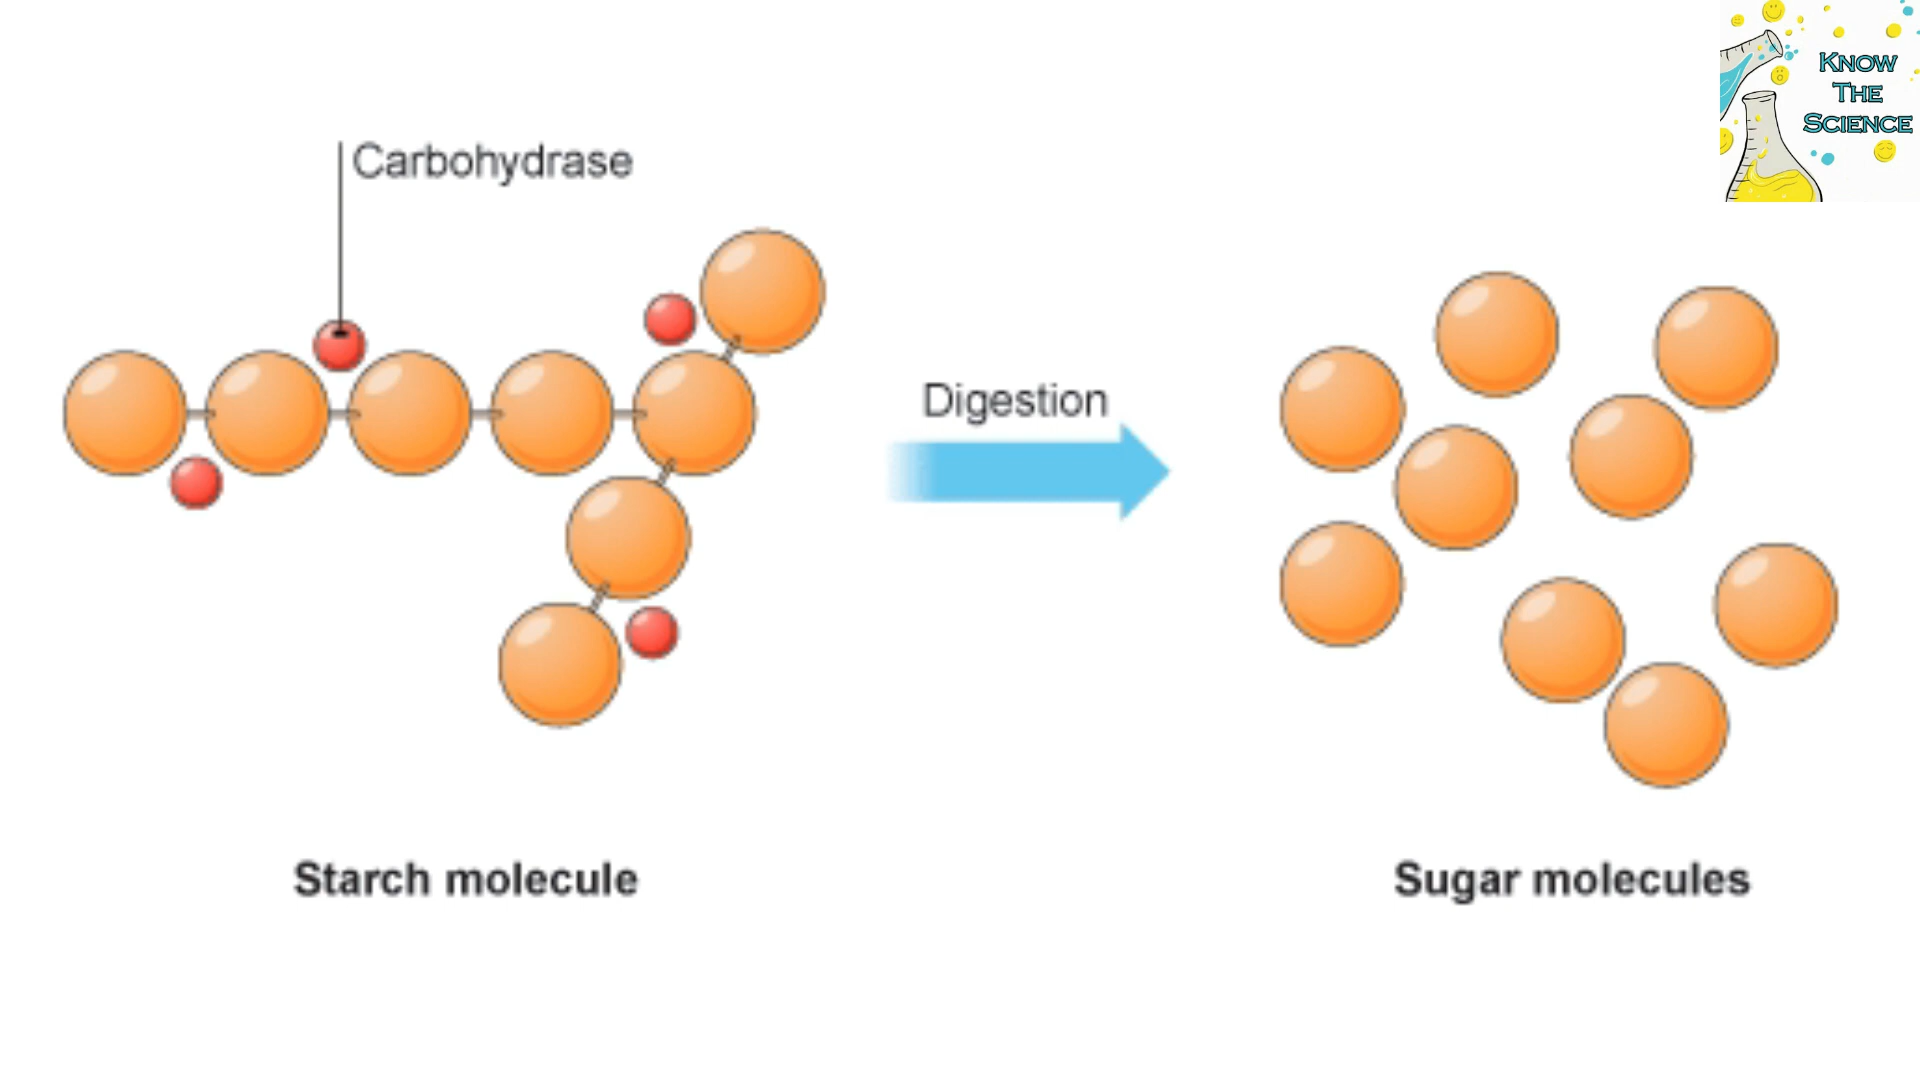 KNOW
THE
SCIENCE
Carbohydrase
Digestion
Starch molecule
Sugar molecules